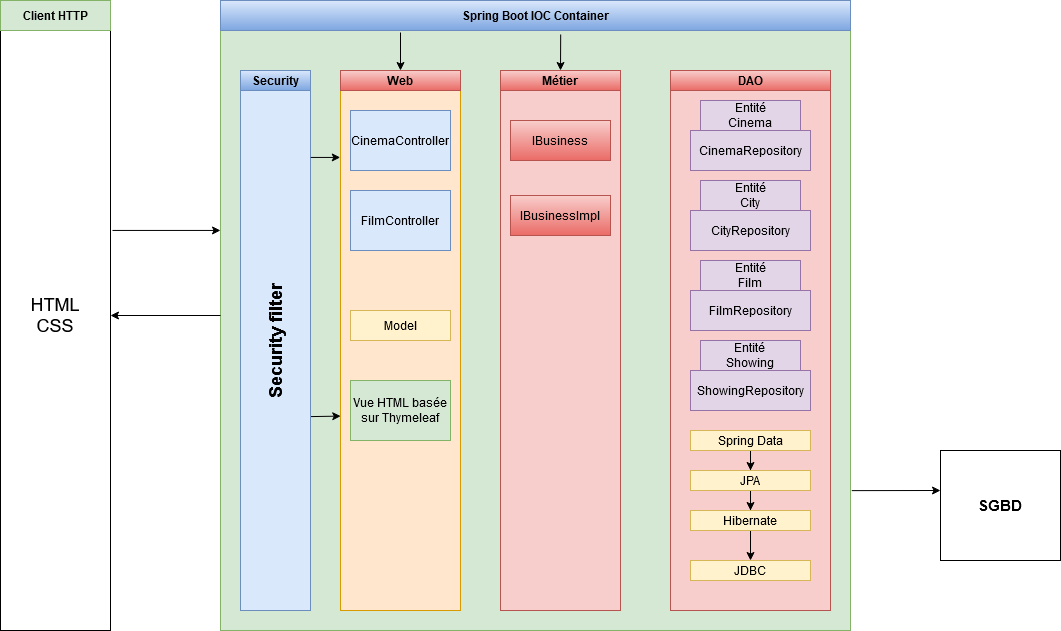 Client HTTP
HTML
CSS
Spring Boot IOC Container
Security
Security filter
Web
CinemaController
FilmController
Model
Vue HTML basée
sur Thymeleaf
Métier
IBusiness
IBusinessImpl
DAO
Entité
Cinema
CinemaRepository
Entité
City
CityRepository
Entité
Film
FilmRepository
Entité
Showing
ShowingRepository
Spring Data
JPA
Hibernate
JDBC
SGBD